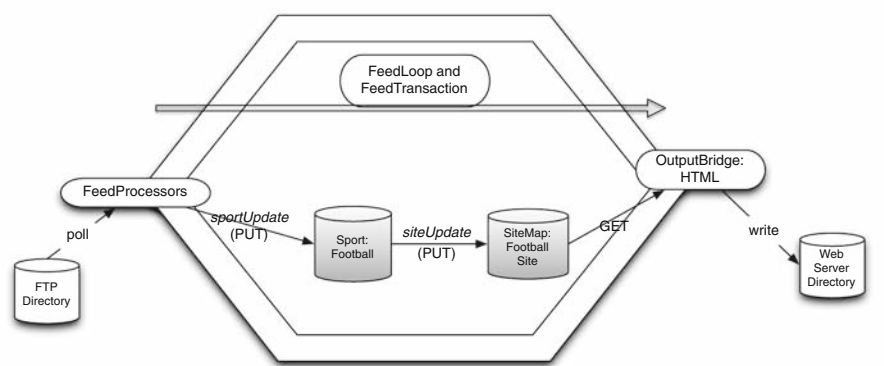 FeedLoop and
FeedTransaction
OutputBridge:
HTML
FeedProcessors
sportUpdate
(PUT)
siteUpdate
(PUT)
GET
poll
write
Sport:
Football
SiteMap:
Football
Site
FTP
Directory
Web
Server
Directory